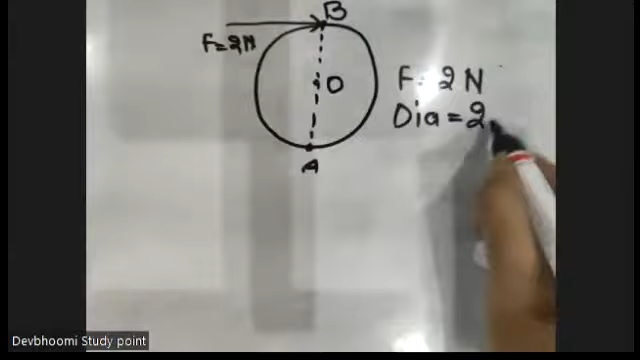 B
F=2N
O
F = 2 N
Dia = 2
A
Devbhoomi Study point